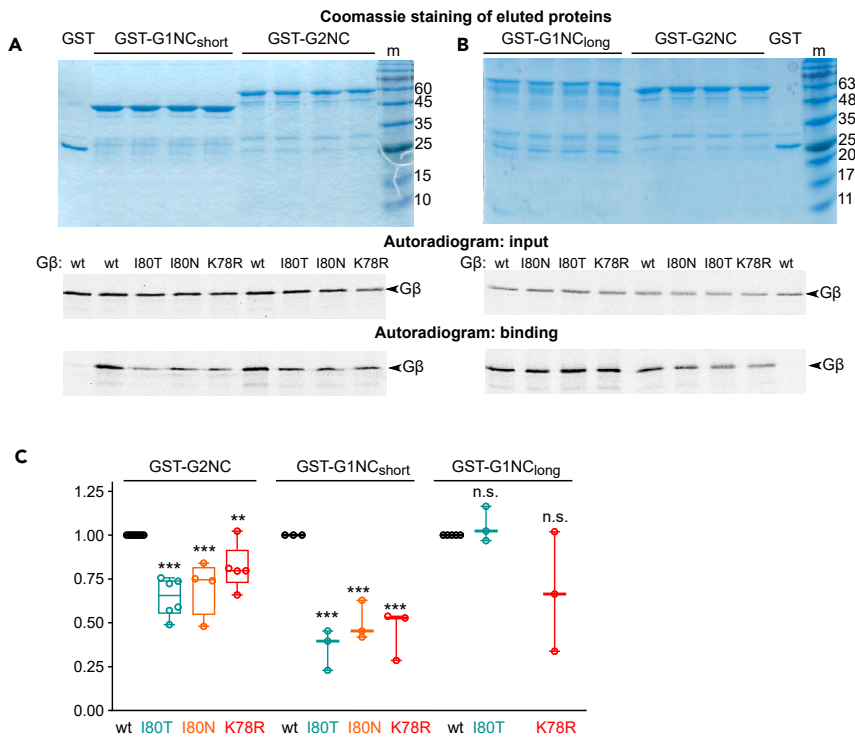 Coomassie staining of eluted proteins
A
GST GST-G1NCshort GST-G2NC m
60
45
35
25
15
10
B
GST-G1NClong GST-G2NC GST m
63
48
35
25
20
17
11
Autoradiogram: input
Gβ: wt wt I80T I80N K78R wt I80T I80N K78R
Gβ
wt I80N I80T K78R wt I80N I80T K78R wt
Gβ
Autoradiogram: binding
Gβ
Gβ
C
GST-G2NC GST-G1NCshort GST-G1NClong
1.25
1.00
0.75
0.50
0.25
0.00
*** *** **
*** *** ***
n.s. n.s.
wt I80T I80N K78R wt I80T I80N K78R wt I80T K78R